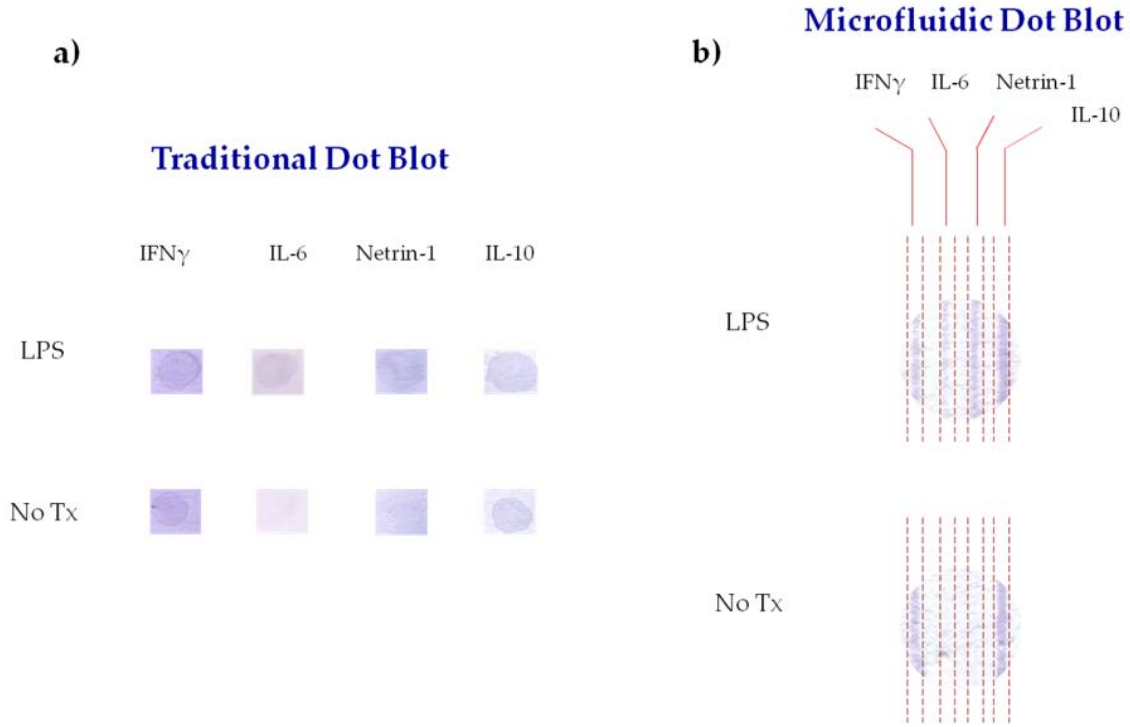 a)
Traditional Dot Blot
IFNγ IL-6 Netrin-1 IL-10
LPS
No Tx
Microfluidic Dot Blot
b)
IFNγ IL-6 Netrin-1
IL-10
LPS
No Tx